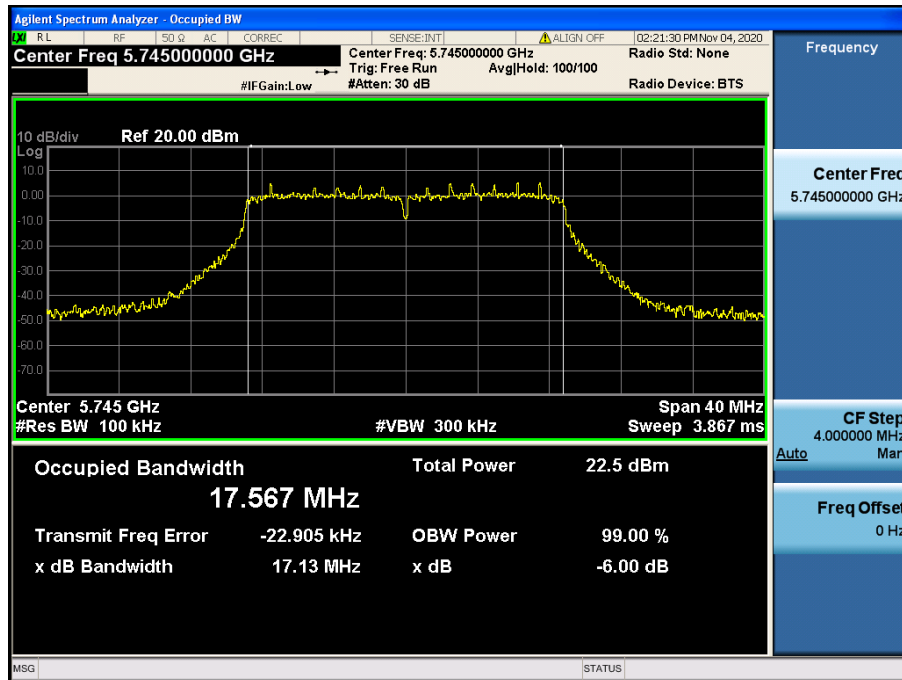 Agilent Spectrum Analyzer - Occupied BW
LXI RL RF 50 Ω AC CORREC SENSE:INT ALIGN OFF 02:21:30 PM Nov 04, 2020
Center Freq 5.745000000 GHz
Center Freq: 5.745000000 GHz Radio Std: None
Trig: Free Run Avg|Hold: 100/100
#IFGain:Low #Atten: 30 dB Radio Device: BTS
10 dB/div Ref 20.00 dBm
Log
10.0
0.00
-10.0
-20.0
-30.0
-40.0
-50.0
-60.0
-70.0
Center 5.745 GHz Span 40 MHz
#Res BW 100 kHz #VBW 300 kHz Sweep 3.867 ms
Occupied Bandwidth Total Power 22.5 dBm
17.567 MHz
Transmit Freq Error -22.905 kHz OBW Power 99.00 %
x dB Bandwidth 17.13 MHz x dB -6.00 dB
MSG STATUS
Frequency
Center Freq
5.745000000 GHz
CF Step
4.000000 MHz
Auto Man
Freq Offset
0 Hz